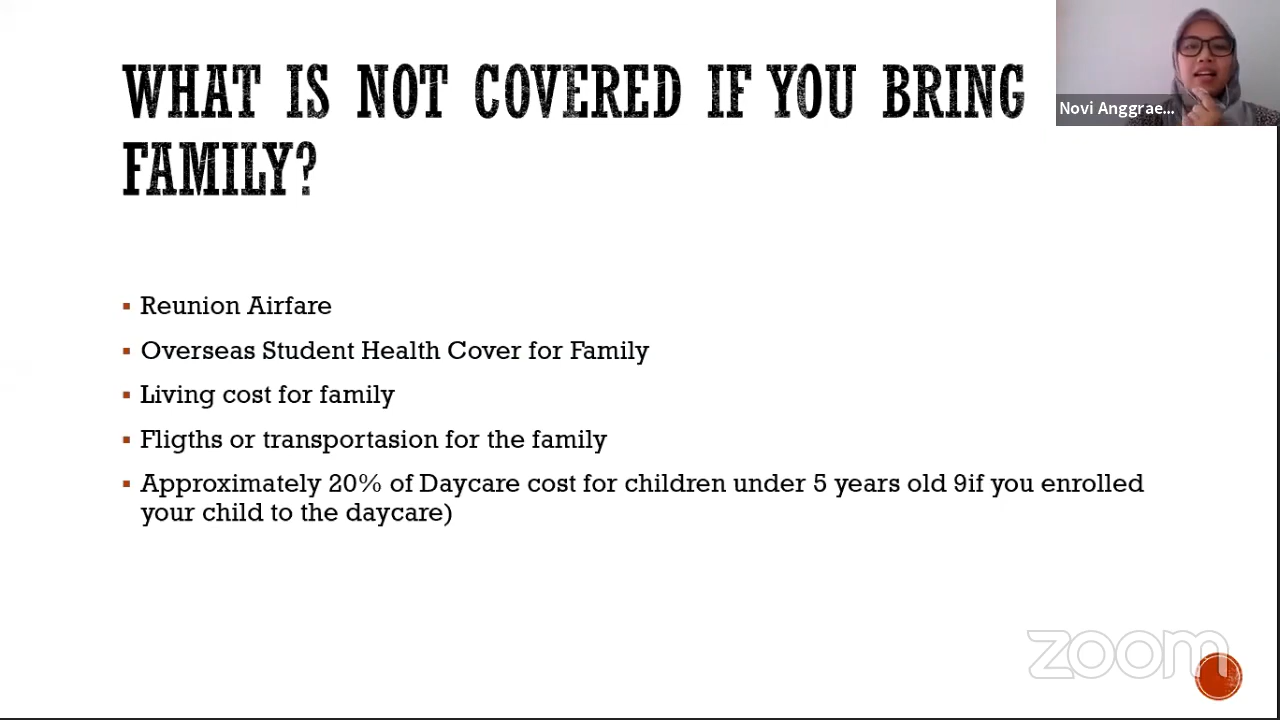 WHAT IS NOT COVERED IF YOU BRING
FAMILY?
Novi Anggrae...
▪ Reunion Airfare
▪ Overseas Student Health Cover for Family
▪ Living cost for family
▪ Fligths or transportasion for the family
▪ Approximately 20% of Daycare cost for children under 5 years old 9if you enrolled
your child to the daycare)
zoom